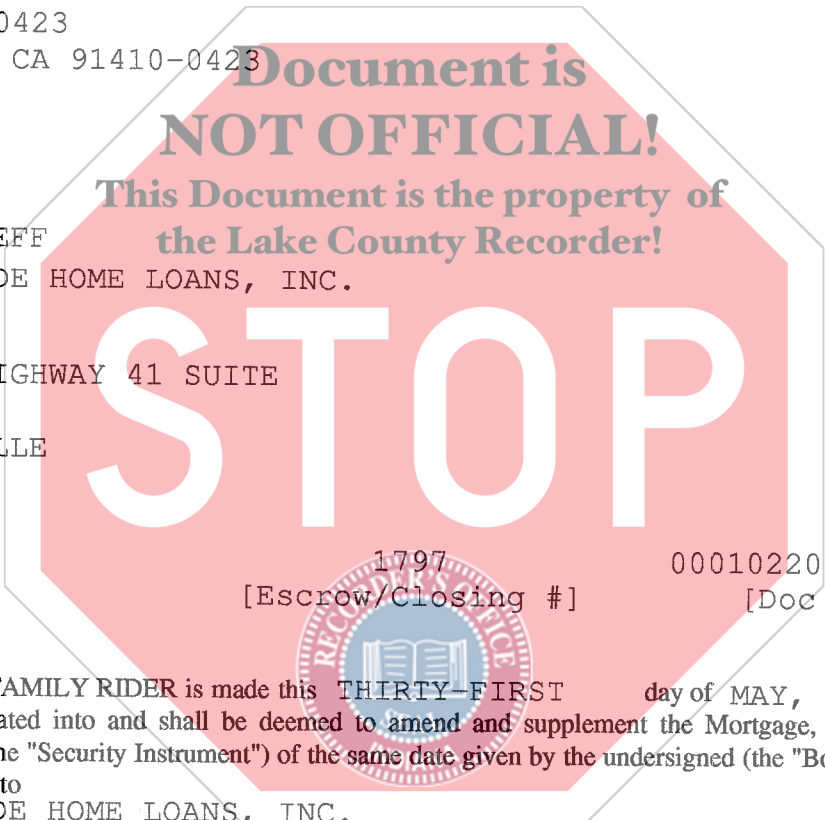 0423
CA 91410-0423
Document is
NOT OFFICIAL!
This Document is the property of
the Lake County Recorder!
EFF
DE HOME LOANS, INC.
IGHWAY 41 SUITE
LLE
STOP
1797 00010220
[Escrow/Closing #] [Doc
RECORDER'S OFFICE
FAMILY RIDER is made this THIRTY-FIRST day of MAY,
ated into and shall be deemed to amend and supplement the Mortgage,
he "Security Instrument") of the same date given by the undersigned (the "Bo
INDIANA
to
DE HOME LOANS, INC.